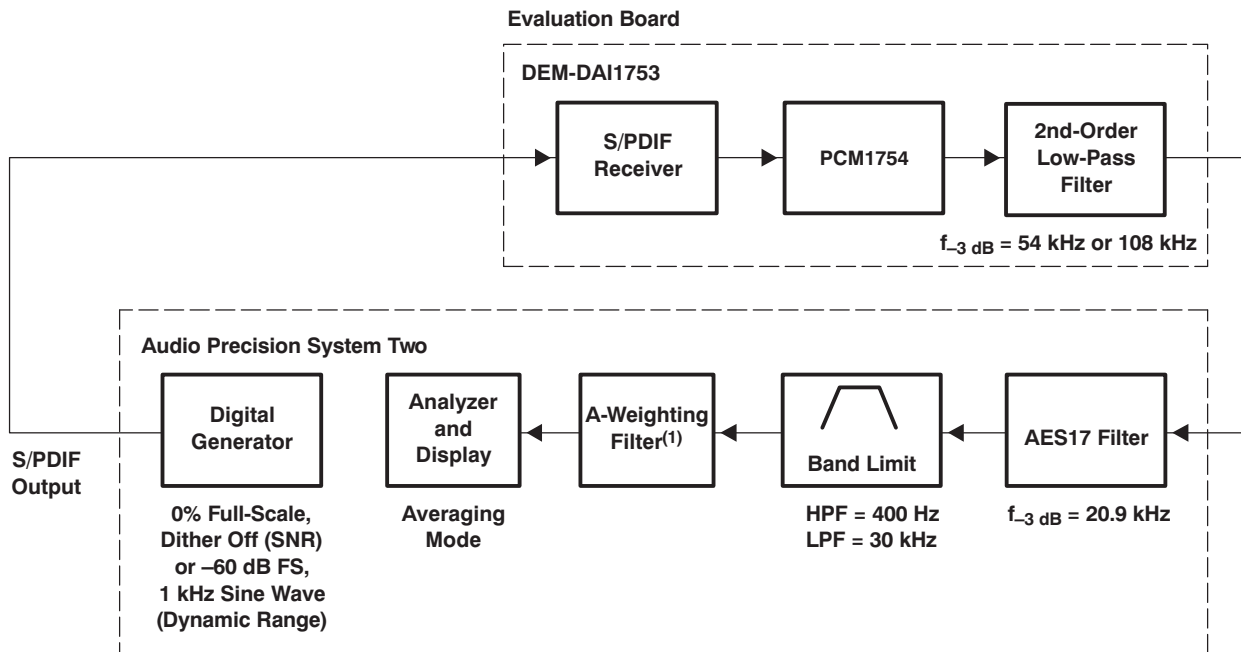 Evaluation Board
DEM-DAI1753
S/PDIF
Receiver
PCM1754
2nd-Order
Low-Pass
Filter
f–3 dB = 54 kHz or 108 kHz
Audio Precision System Two
Digital
Generator
Analyzer
and
Display
A-Weighting
Filter(1)
Band Limit
AES17 Filter
S/PDIF
Output
0% Full-Scale,
Dither Off (SNR)
or –60 dB FS,
1 kHz Sine Wave
(Dynamic Range)
Averaging
Mode
HPF = 400 Hz
LPF = 30 kHz
f–3 dB = 20.9 kHz